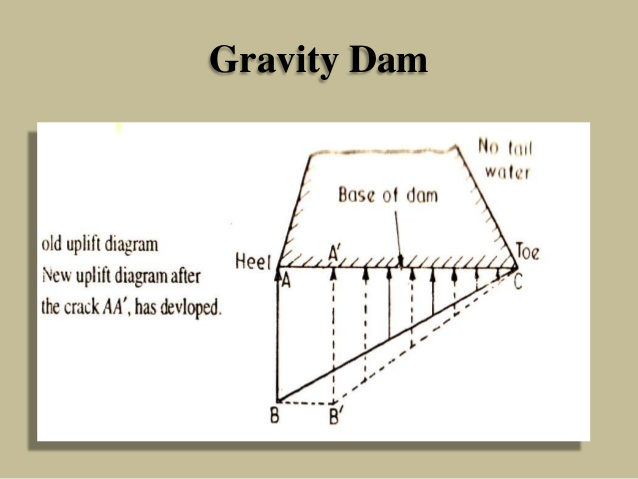 Gravity Dam
No tail
water
Base of dam
old uplift diagram
New uplift diagram after
the crack AA', has devloped.
Heel
A'
Toe
A
C
B
B'